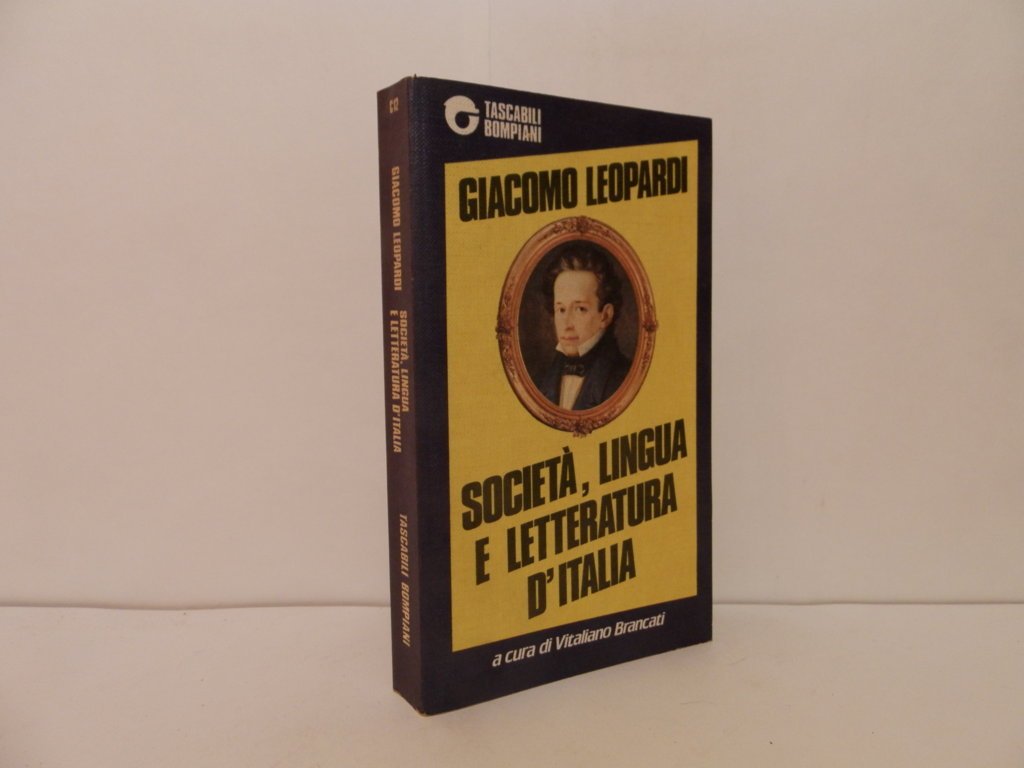 TASCABILI
BOMPIANI
GIACOMO LEOPARDI
SOCIETÀ, LINGUA
E LETTERATURA
D'ITALIA
a cura di Vitaliano Brancati
GIACOMO LEOPARDI
SOCIETÀ, LINGUA
E LETTERATURA D'ITALIA
TASCABILI BOMPIANI